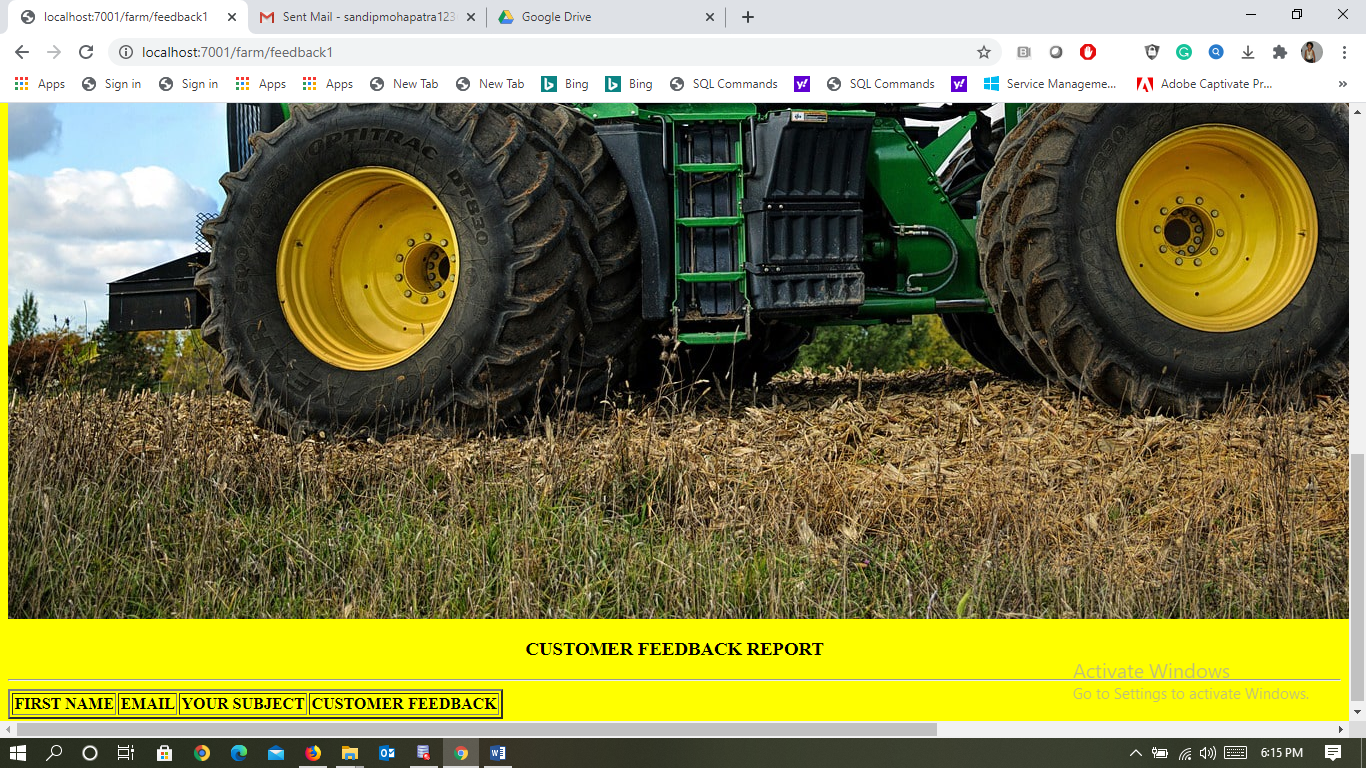 localhost:7001/farm/feedback1
Sent Mail - sandipmohapatra123
Google Drive
localhost:7001/farm/feedback1
Apps Sign in Sign in Apps Apps New Tab New Tab Bing Bing SQL Commands SQL Commands Service Manageme... Adobe Captivate Pr... »
OPTITRAC
DT830
CUSTOMER FEEDBACK REPORT
Activate Windows
Go to Settings to activate Windows.
FIRST NAME EMAIL YOUR SUBJECT CUSTOMER FEEDBACK
6:15 PM